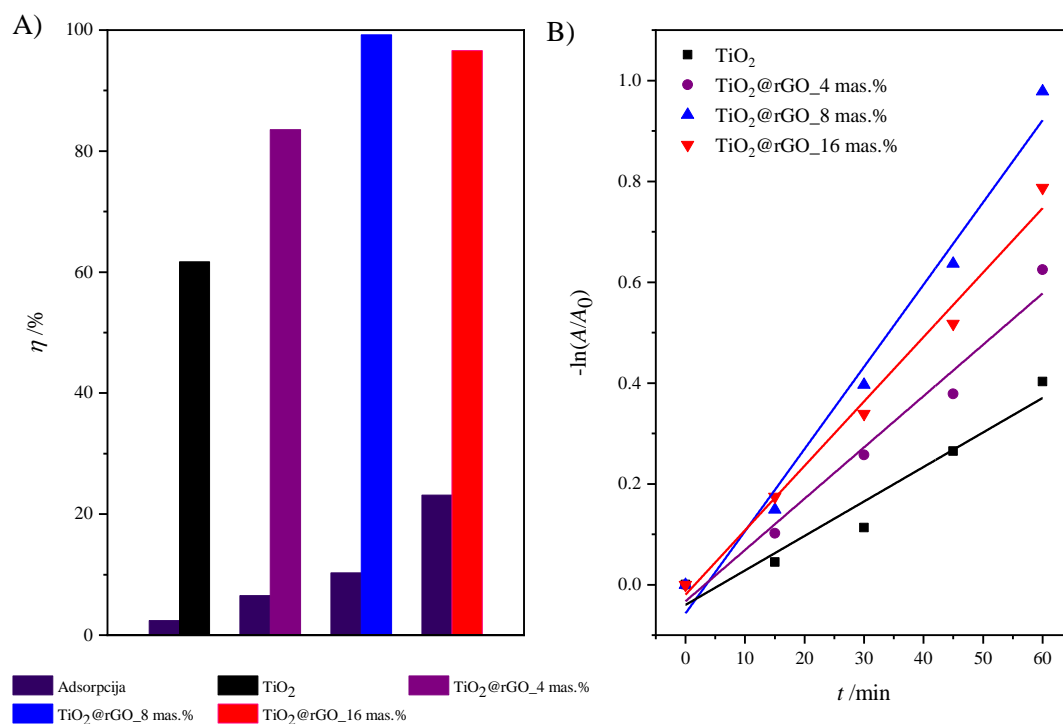 A)
100
80
60
40
20
0
η /%
Adsorpcija
TiO₂
TiO₂@rGO_4 mas.%
TiO₂@rGO_8 mas.%
TiO₂@rGO_16 mas.%
B)
TiO₂
TiO₂@rGO_4 mas.%
TiO₂@rGO_8 mas.%
TiO₂@rGO_16 mas.%
1.0
0.8
0.6
0.4
0.2
0.0
-ln(A/A₀)
0 10 20 30 40 50 60
t /min